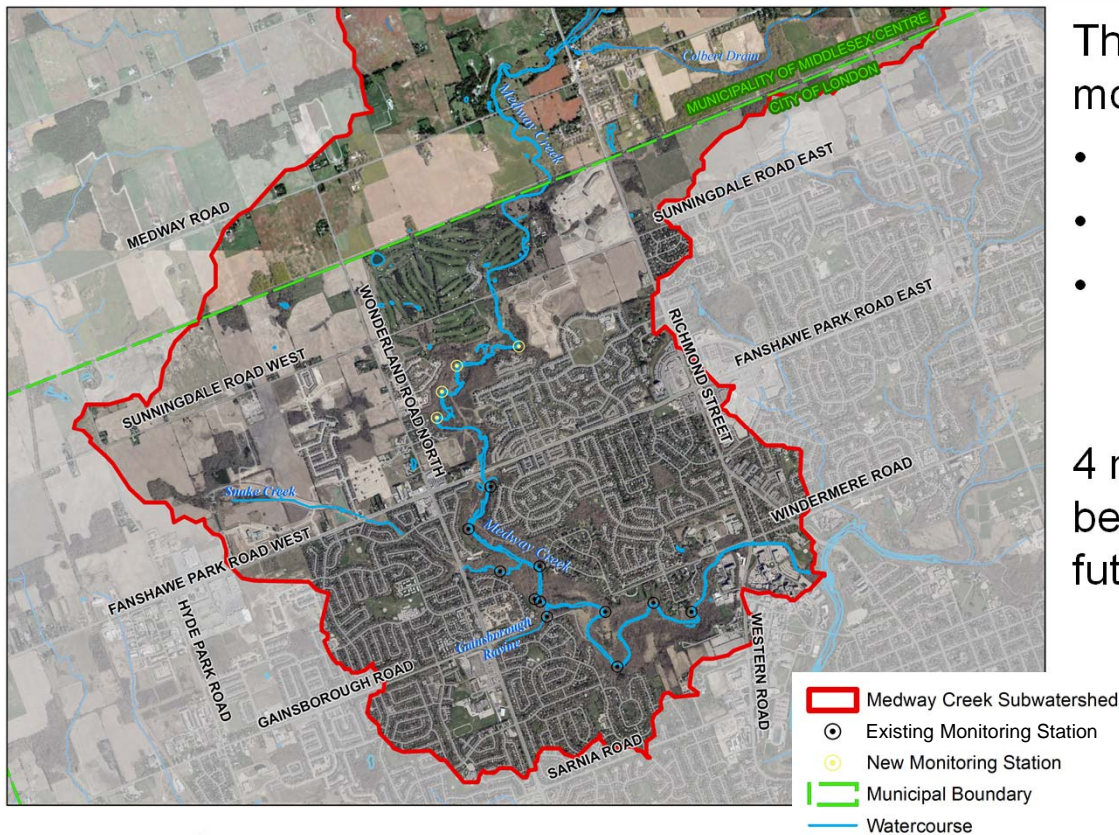 Colbert Drain
MUNICIPALITY OF MIDDLESEX CENTRE
CITY OF LONDON
Medway Creek
SUNNINGDALE ROAD EAST
MEDWAY ROAD
WONDERLAND ROAD NORTH
RICHMOND STREET
FANSHAWE PARK ROAD EAST
SUNNINGDALE ROAD WEST
WINDERMERE ROAD
Snake Creek
Medway Creek
FANSHAWE PARK ROAD WEST
HYDE PARK ROAD
Gainsborough
Ravine
WESTERN ROAD
GAINSBOROUGH ROAD
SARNIA ROAD
Medway Creek Subwatershed
Existing Monitoring Station
New Monitoring Station
Municipal Boundary
Watercourse
Th
mo
•
•
•
4
be
fut